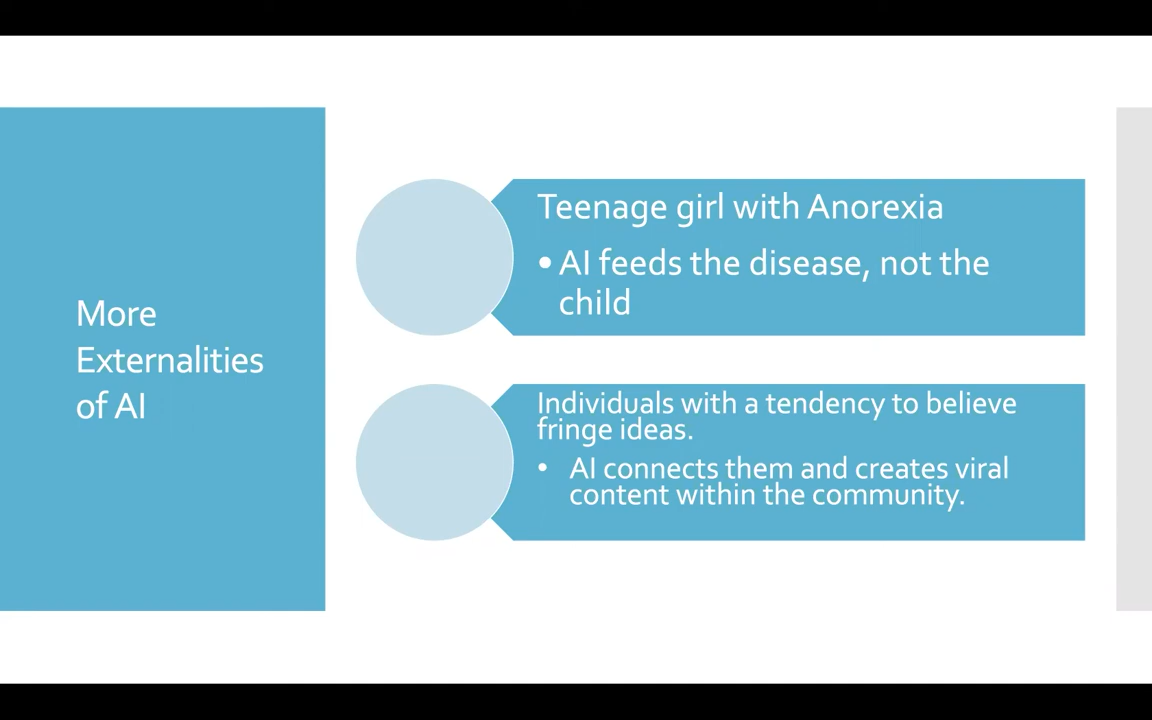 More
Externalities
of AI
Teenage girl with Anorexia
• AI feeds the disease, not the
child
Individuals with a tendency to believe
fringe ideas.
• AI connects them and creates viral
content within the community.